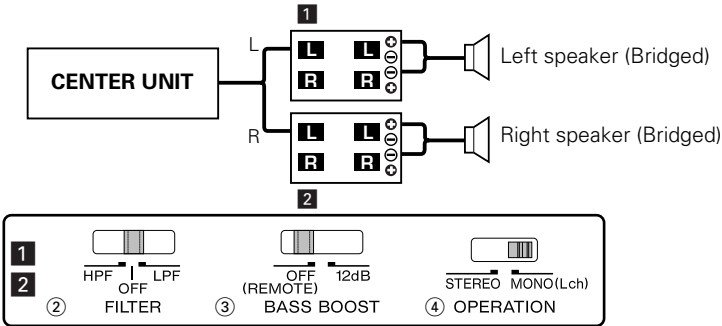 1
L
L L ⊕
⊖
Left speaker (Bridged)
CENTER UNIT
R R ⊖
⊕
R
L L ⊕
⊖
Right speaker (Bridged)
R R ⊖
⊕
2
1
2
HPF LPF
OFF
② FILTER
OFF 12dB
(REMOTE)
③ BASS BOOST
STEREO MONO(Lch)
④ OPERATION